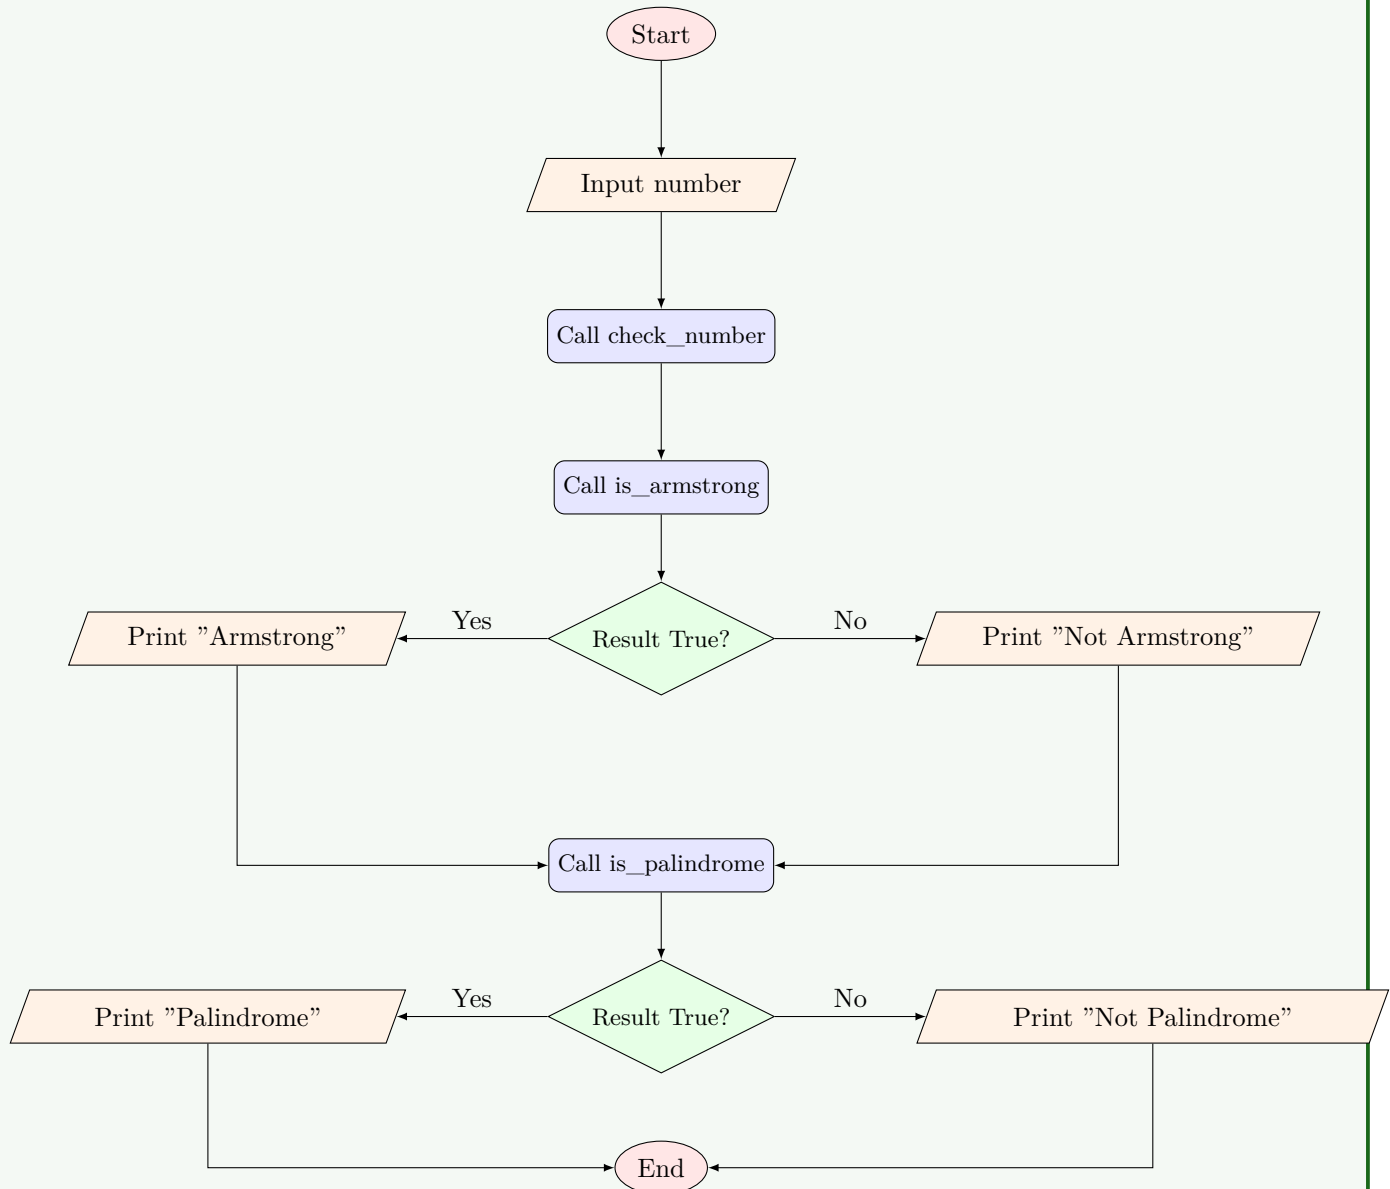 Start
Input number
Call check_number
Call is_armstrong
Yes
No
Print ”Armstrong”
Result True?
Print ”Not Armstrong”
Call is_palindrome
Yes
No
Print ”Palindrome”
Result True?
Print ”Not Palindrome”
End